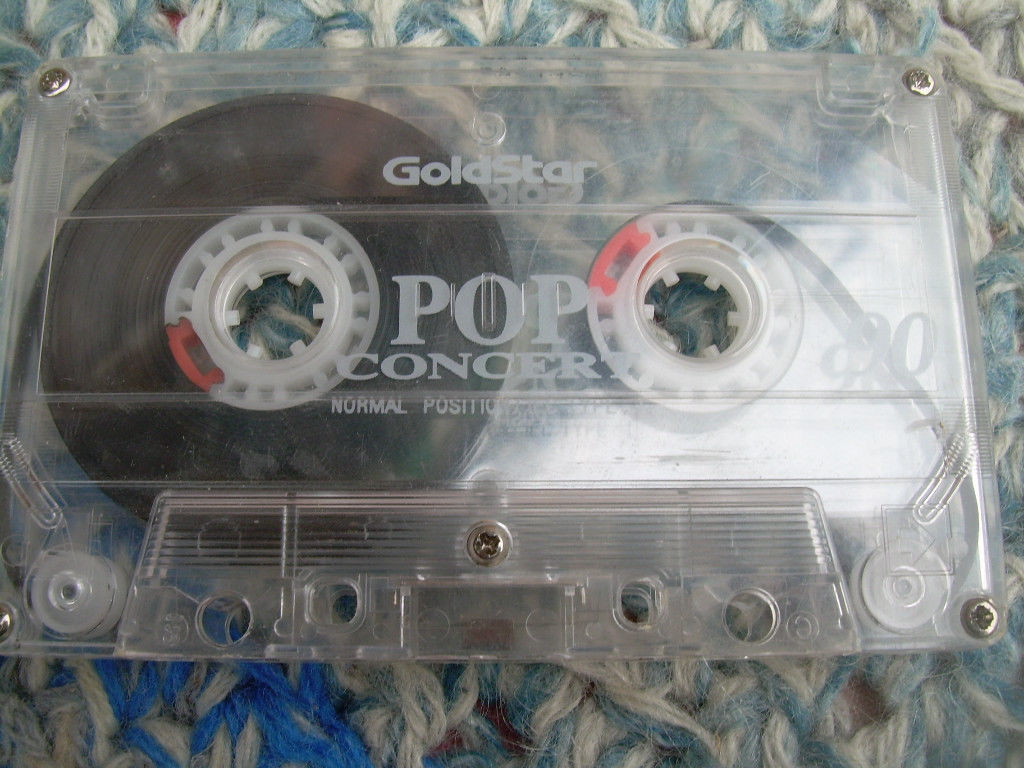 GoldStar
POP
CONCERT
90
NORMAL POSITION